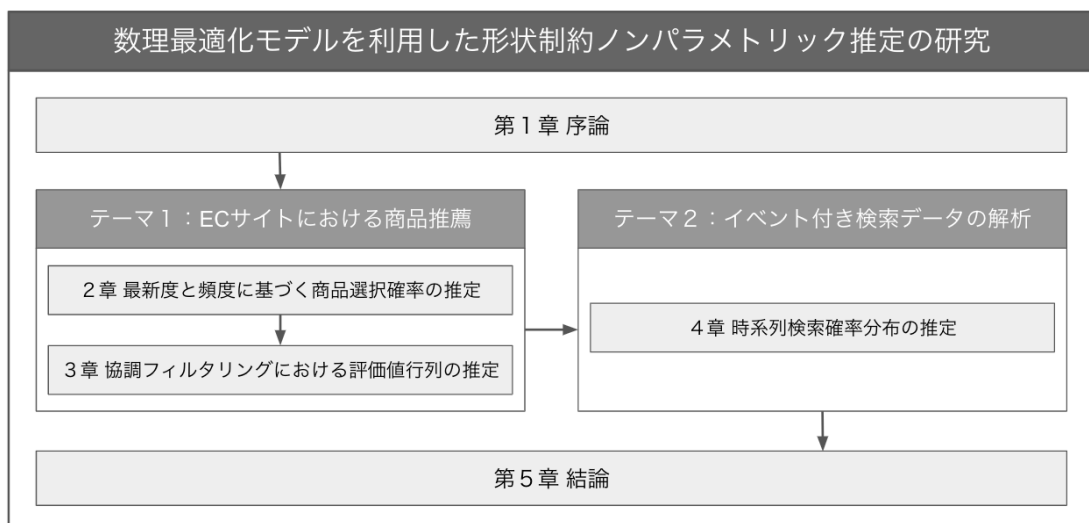 数理最適化モデルを利用した形状制約ノンパラメトリック推定の研究
第１章 序論
テーマ１：ECサイトにおける商品推薦
２章 最新度と頻度に基づく商品選択確率の推定
３章 協調フィルタリングにおける評価値行列の推定
テーマ２：イベント付き検索データの解析
４章 時系列検索確率分布の推定
第５章 結論